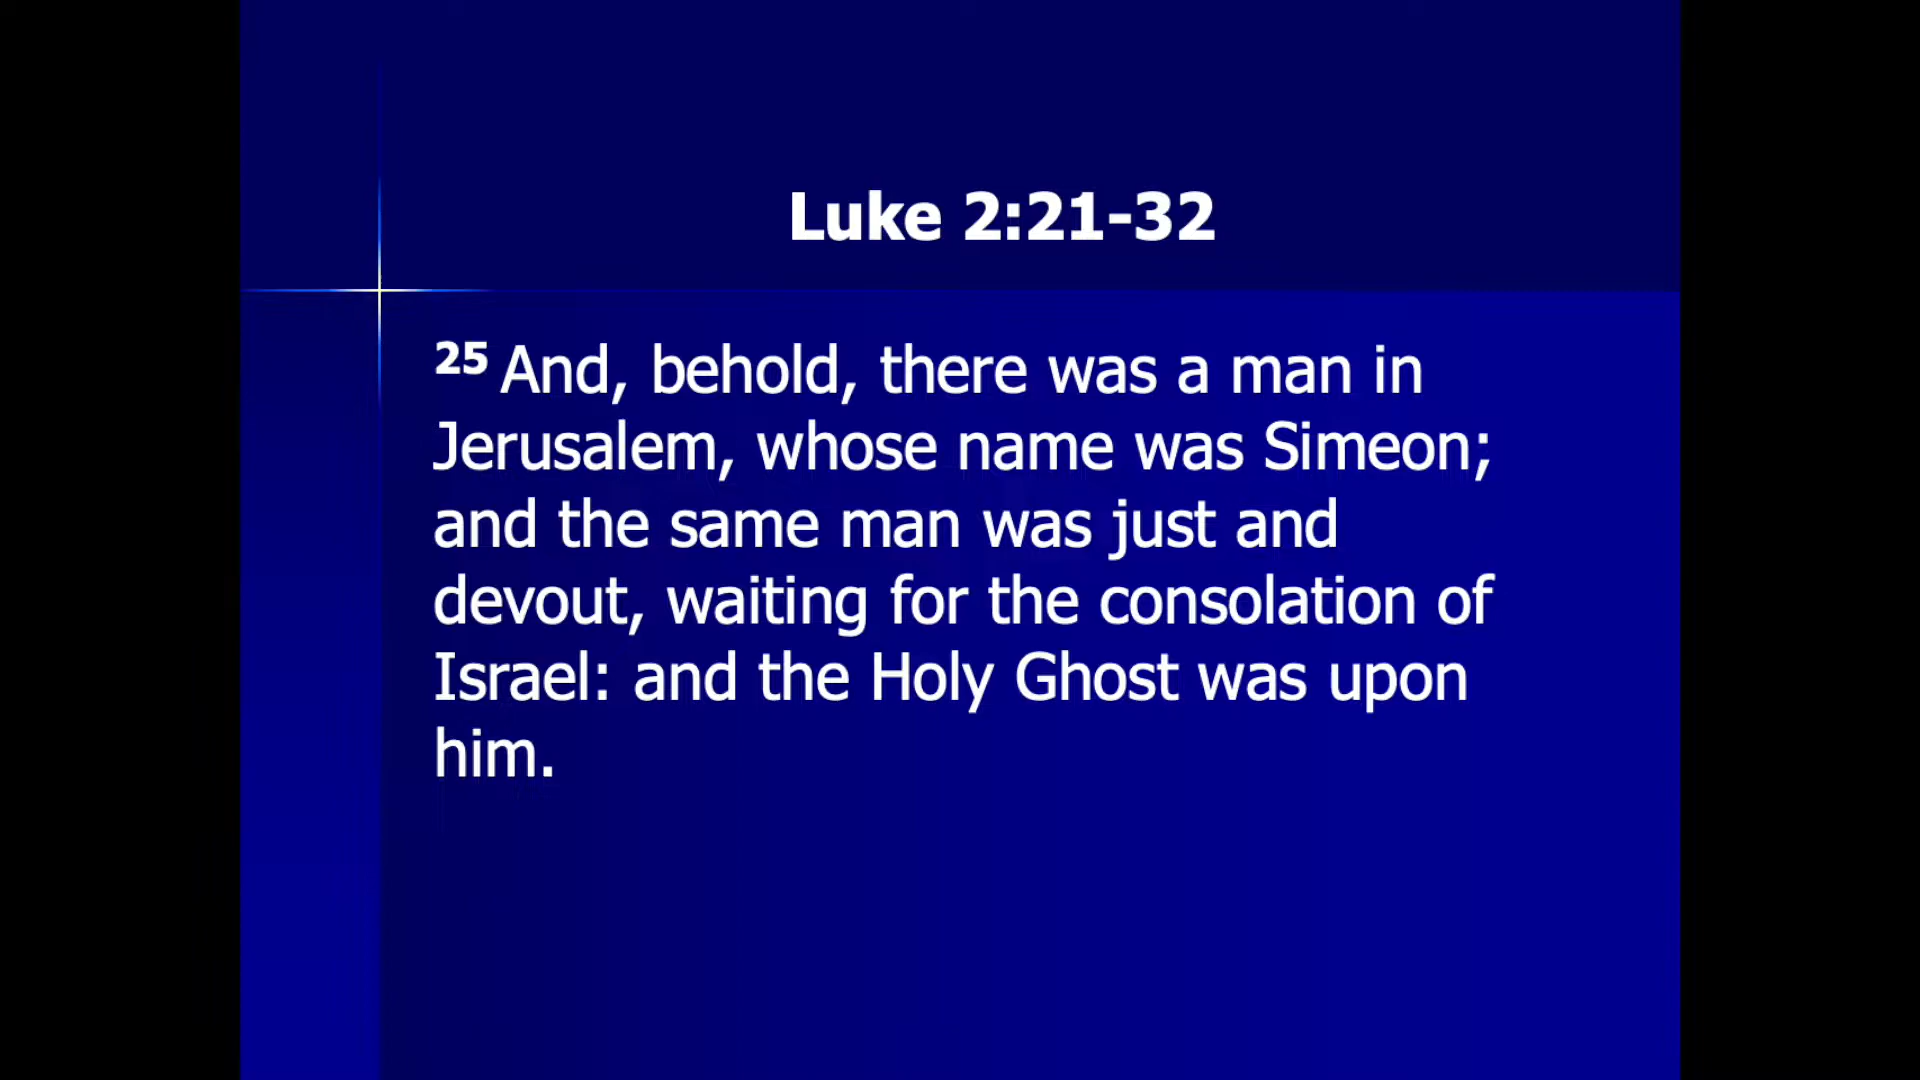 Luke 2:21-32
25 And, behold, there was a man in
Jerusalem, whose name was Simeon;
and the same man was just and
devout, waiting for the consolation of
Israel: and the Holy Ghost was upon
him.